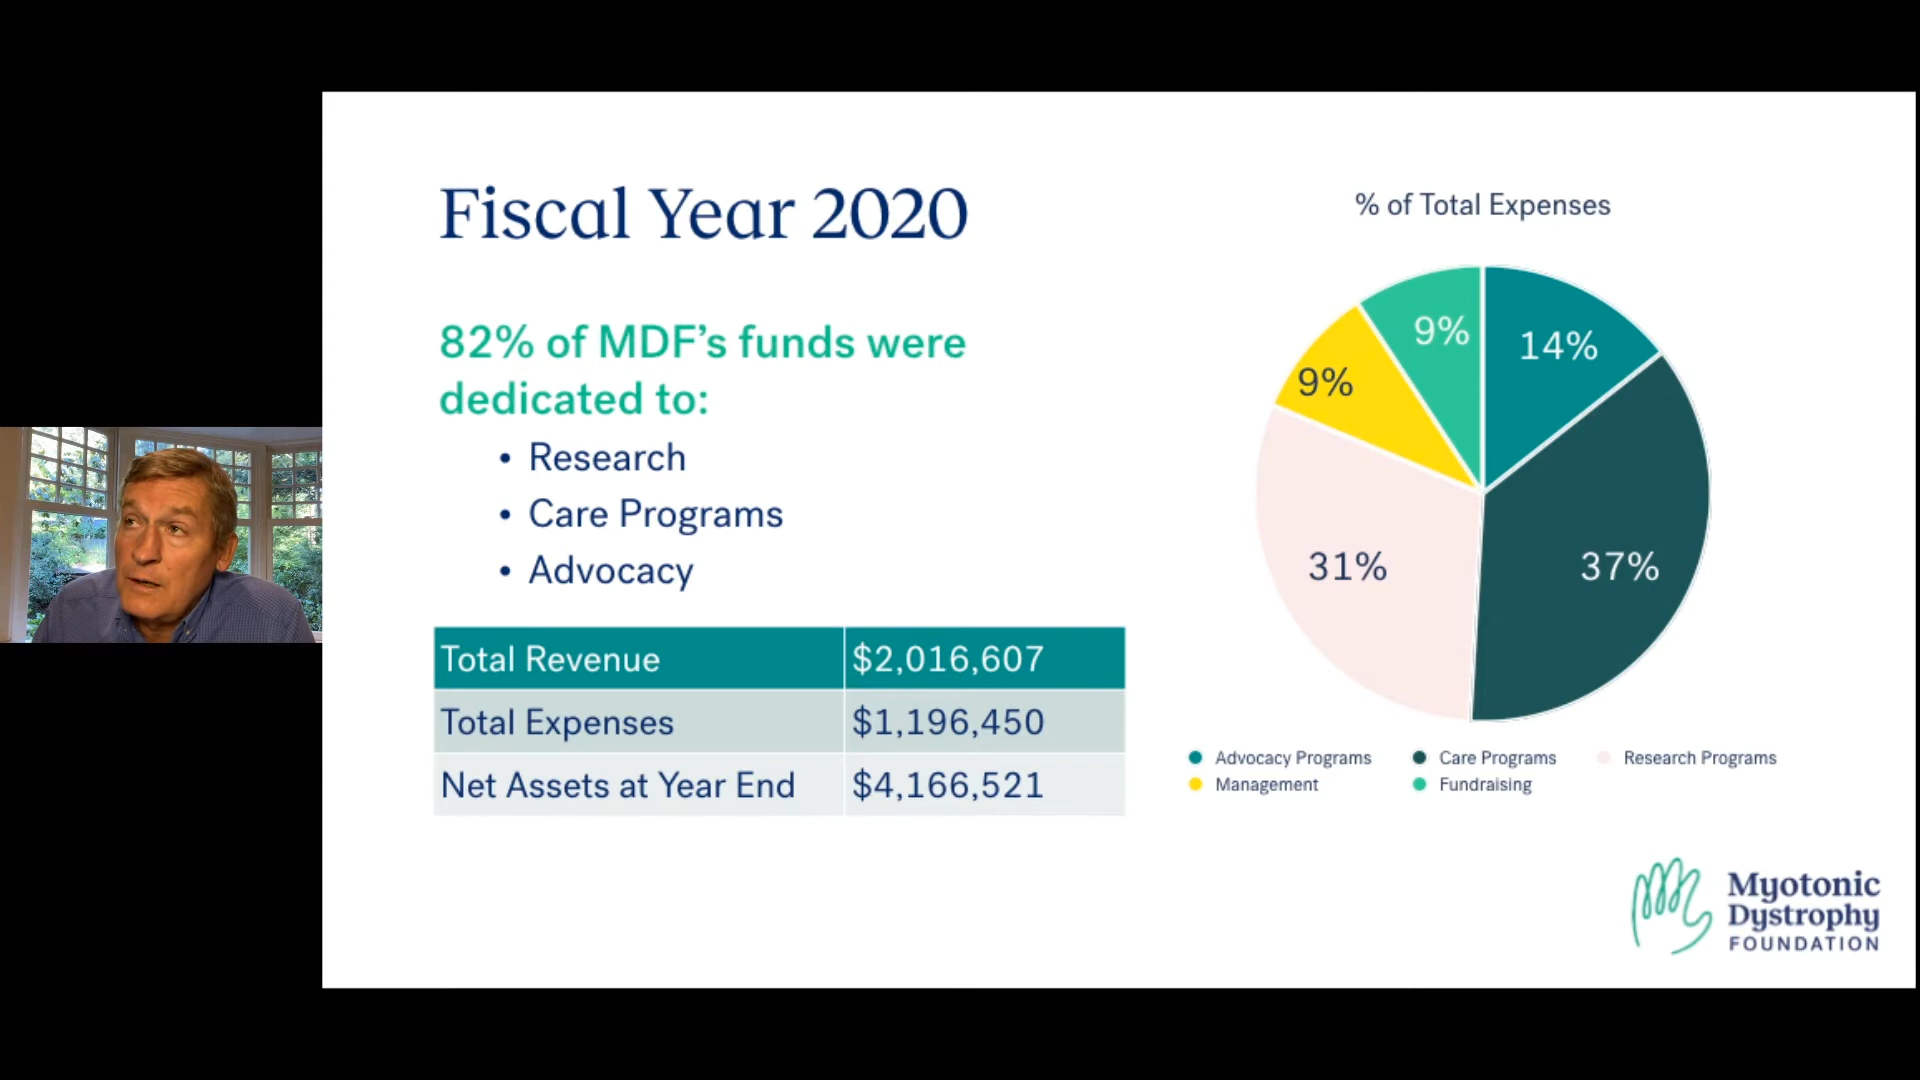 Fiscal Year 2020
82% of MDF's funds were
dedicated to:
• Research
• Care Programs
• Advocacy
Total Revenue $2,016,607
Total Expenses $1,196,450
Net Assets at Year End $4,166,521
% of Total Expenses
9% 14%
9%
31% 37%
Advocacy Programs Care Programs Research Programs
Management Fundraising
Myotonic
Dystrophy
FOUNDATION